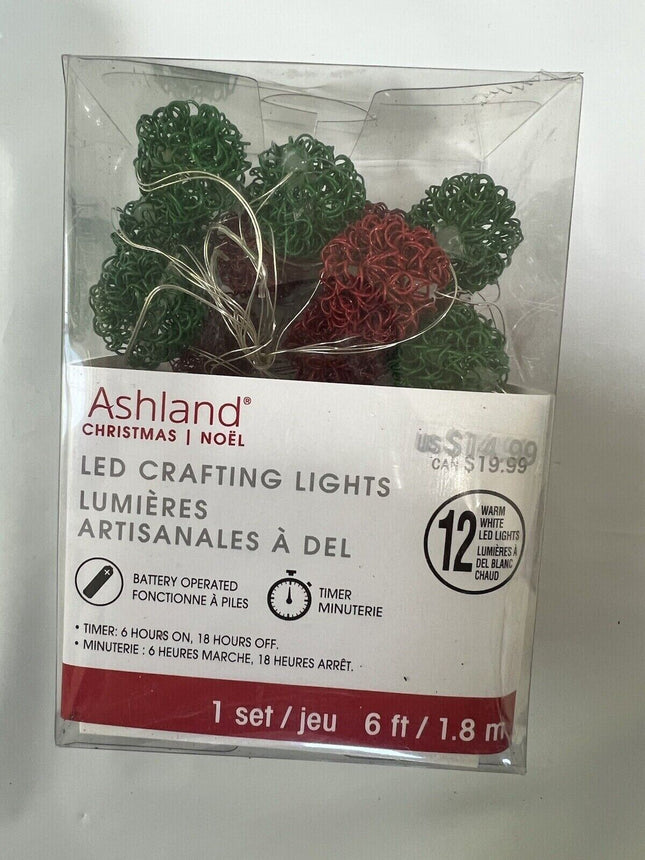 Ashland®
CHRISTMAS | NOËL
US $14.99
CAN $19.99
LED CRAFTING LIGHTS
LUMIÈRES
ARTISANALES À DEL
12
WARM
WHITE
LED LIGHTS
LUMIÈRES À
DEL BLANC
CHAUD
BATTERY OPERATED
FONCTIONNE À PILES
TIMER
MINUTERIE
• TIMER: 6 HOURS ON, 18 HOURS OFF.
• MINUTERIE : 6 HEURES MARCHE, 18 HEURES ARRÊT.
1 set / jeu 6 ft / 1.8 m